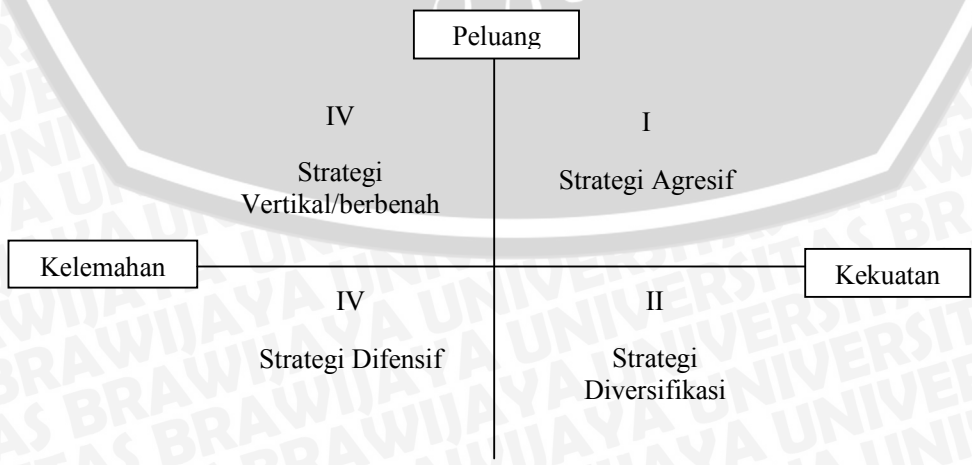 Peluang
IV
I
Strategi
Vertikal/berbenah
Strategi Agresif
Kelemahan
Kekuatan
IV
II
Strategi Difensif
Strategi
Diversifikasi